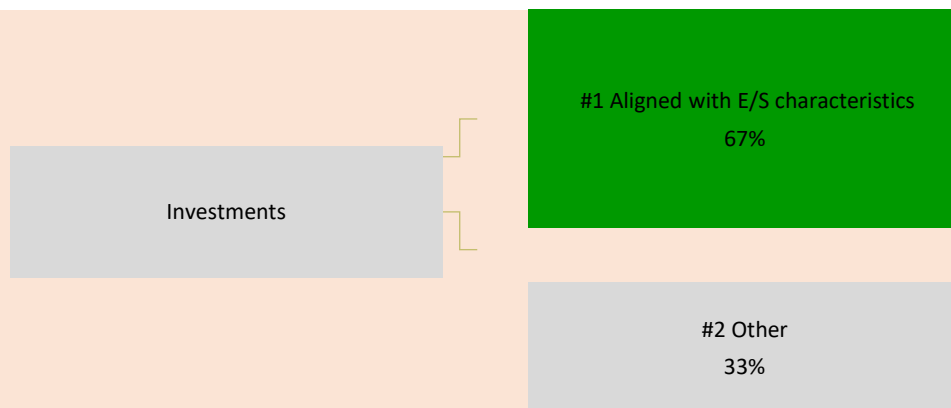 #1 Aligned with E/S characteristics
67%
Investments
#2 Other
33%